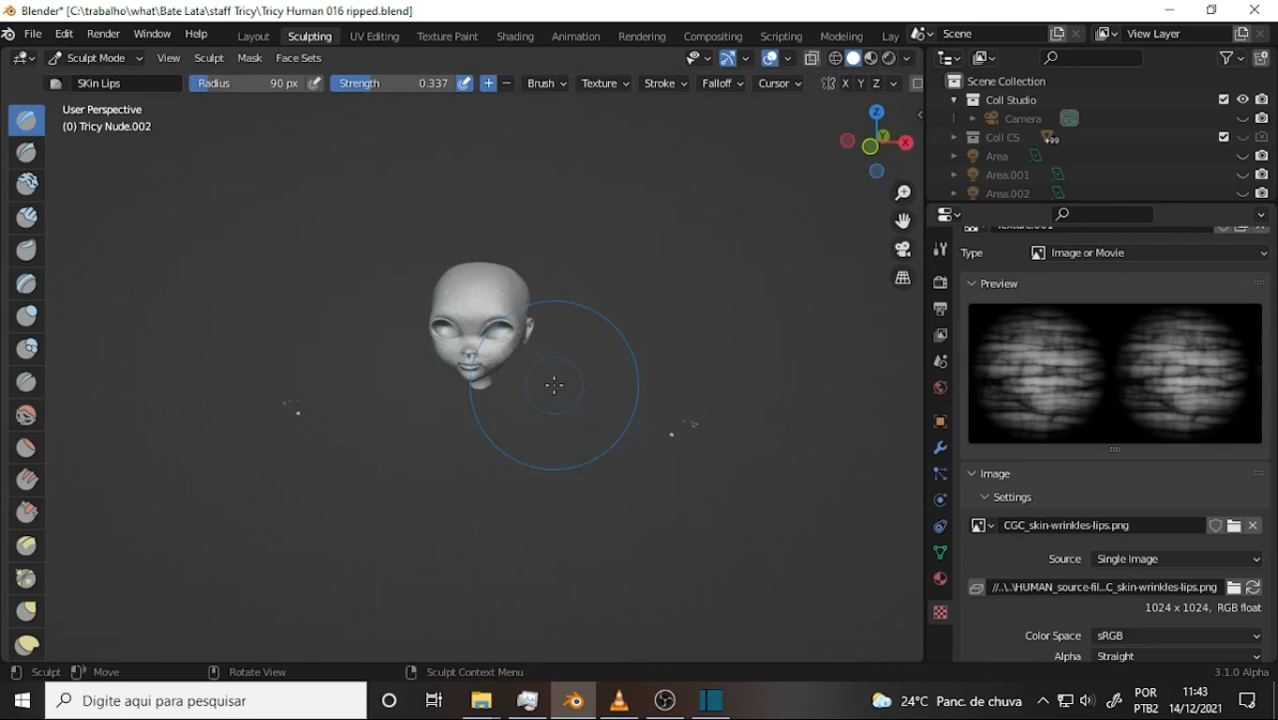 Blender* [C:\trabalho\what\Bate Lata\staff Tricy\Tricy Human 016 ripped.blend]
File Edit Render Window Help Layout Sculpting UV Editing Texture Paint Shading Animation Rendering Compositing Scripting Modeling Lay Scene View Layer
Sculpt Mode View Sculpt Mask Face Sets
SKin Lips Radius 90 px Strength 0.337 Brush Texture Stroke Falloff Cursor X Y Z
User Perspective
(0) Tricy Nude.002
Z
Y
X
Scene Collection
Coll Studio
Camera
Coll CS 99
Area
Area.001
Area.002
Type Image or Movie
Preview
Image
Settings
CGC_skin-wrinkles-lips.png
Source Single Image
//..\..\HUMAN_source-fil...C_skin-wrinkles-lips.png
1024 x 1024, RGB float
Color Space sRGB
Alpha Straight
Sculpt Move Rotate View Sculpt Context Menu 3.1.0 Alpha
Digite aqui para pesquisar 24°C Panc. de chuva POR PTB2 11:43 14/12/2021